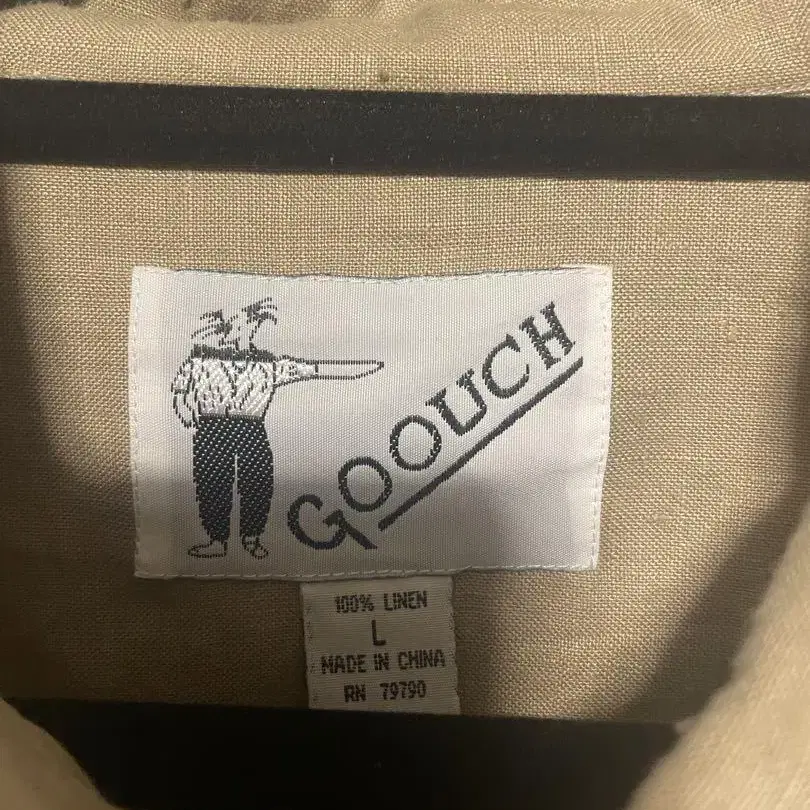 GOOUCH
100% LINEN
L
MADE IN CHINA
RN 79790